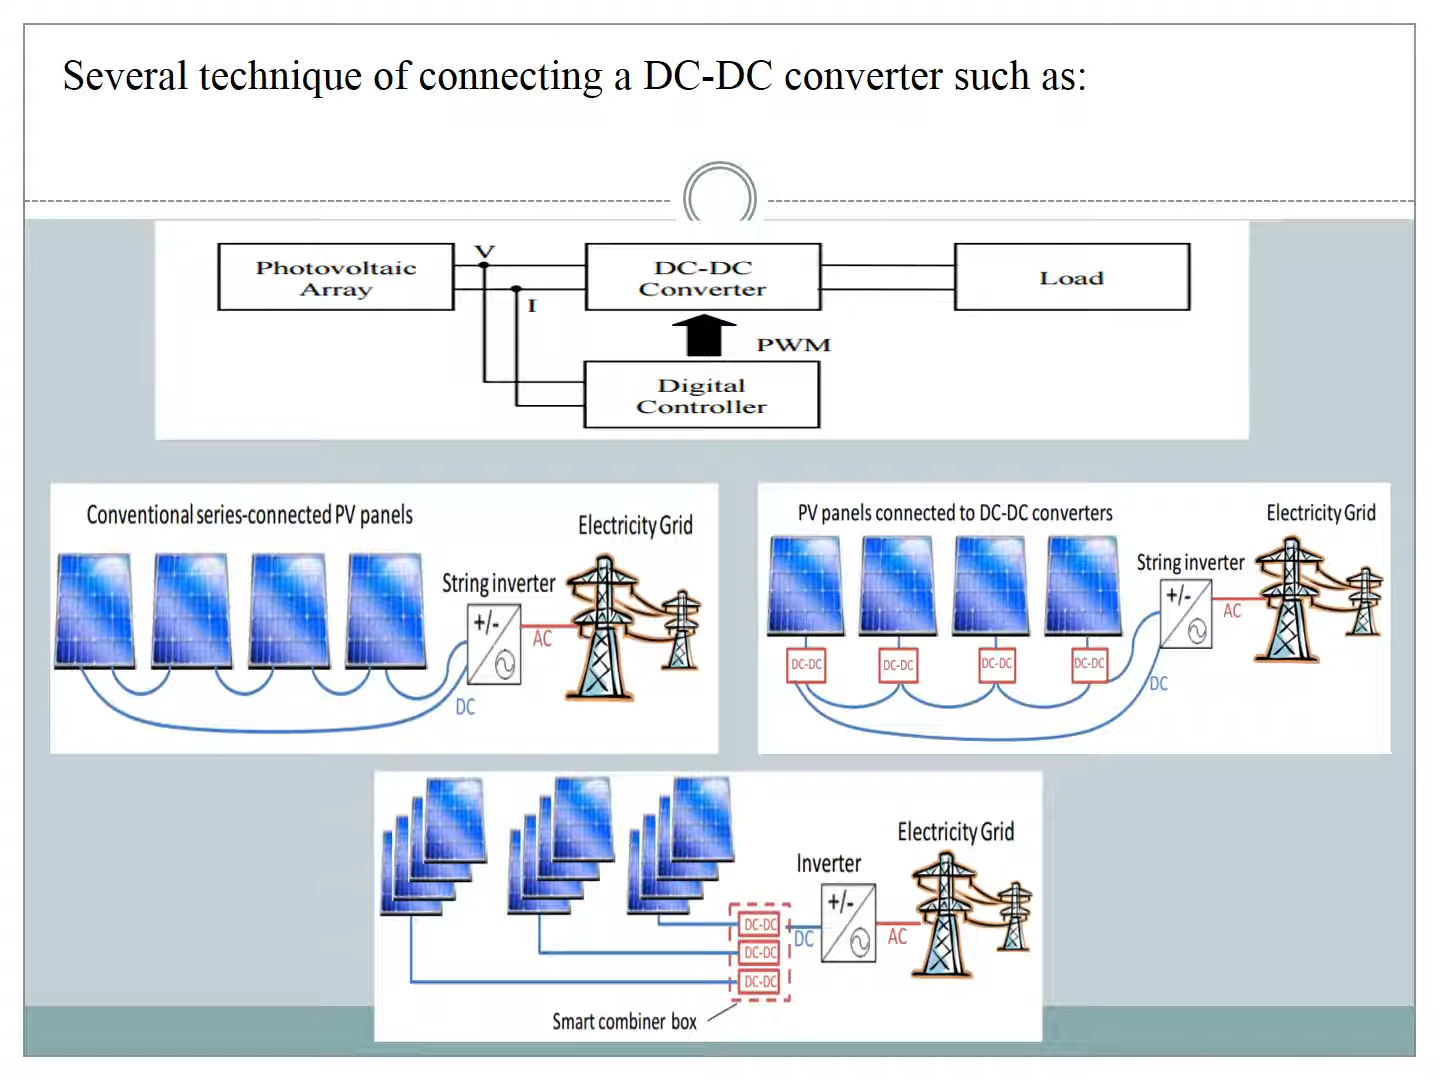 Several technique of connecting a DC-DC converter such as:
Photovoltaic
Array
V
I
DC-DC
Converter
Load
PWM
Digital
Controller
Conventional series-connected PV panels
Electricity Grid
String inverter
+/-
AC
DC
PV panels connected to DC-DC converters
Electricity Grid
String inverter
+/-
AC
DC-DC
DC-DC
DC-DC
DC-DC
DC
Electricity Grid
Inverter
+/-
DC-DC
DC-DC
DC-DC
DC
AC
Smart combiner box